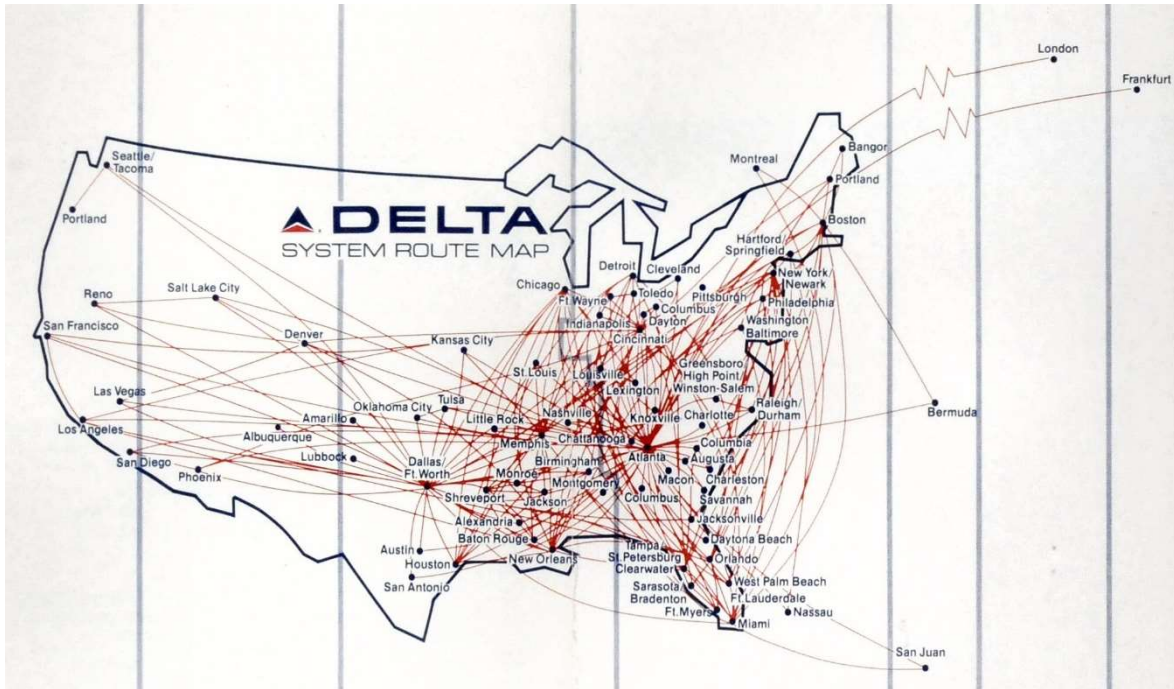 London
Frankfurt
Bangor
Montreal
Seattle/
Tacoma
Portland
Portland
Boston
DELTA
SYSTEM ROUTE MAP
Hartford/
Springfield
Detroit
Cleveland
New York/
Newark
Chicago
Salt Lake City
Reno
Ft. Wayne
Toledo
Pittsburgh
Philadelphia
Columbus
Indianapolis
Dayton
Washington
Baltimore
San Francisco
Denver
Kansas City
Cincinnati
St. Louis
Louisville
Greensboro/
High Point/
Winston-Salem
Lexington
Las Vegas
Tulsa
Oklahoma City
Amarillo
Little Rock
Nashville
Knoxville
Charlotte
Raleigh/
Durham
Bermuda
Los Angeles
Albuquerque
Memphis
Chattanooga
Atlanta
Columbia
San Diego
Phoenix
Lubbock
Dallas/
Ft. Worth
Birmingham
Augusta
Monroe
Montgomery
Macon
Charleston
Shreveport
Jackson
Columbus
Savannah
Alexandria
Jacksonville
Baton Rouge
Daytona Beach
Austin
Houston
New Orleans
Tampa
St. Petersburg
Clearwater
Orlando
San Antonio
Sarasota/
Bradenton
West Palm Beach
Ft. Lauderdale
Ft. Myers
Nassau
Miami
San Juan